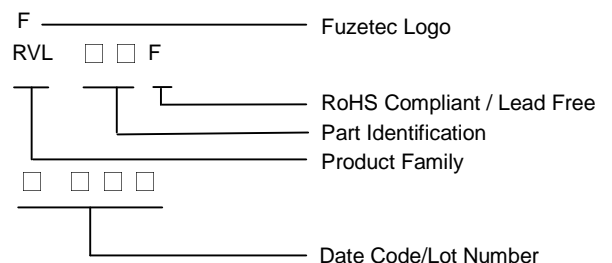 F Fuzetec Logo
RVL □ □ F
RoHS Compliant / Lead Free
Part Identification
Product Family
□ □ □ □
Date Code/Lot Number